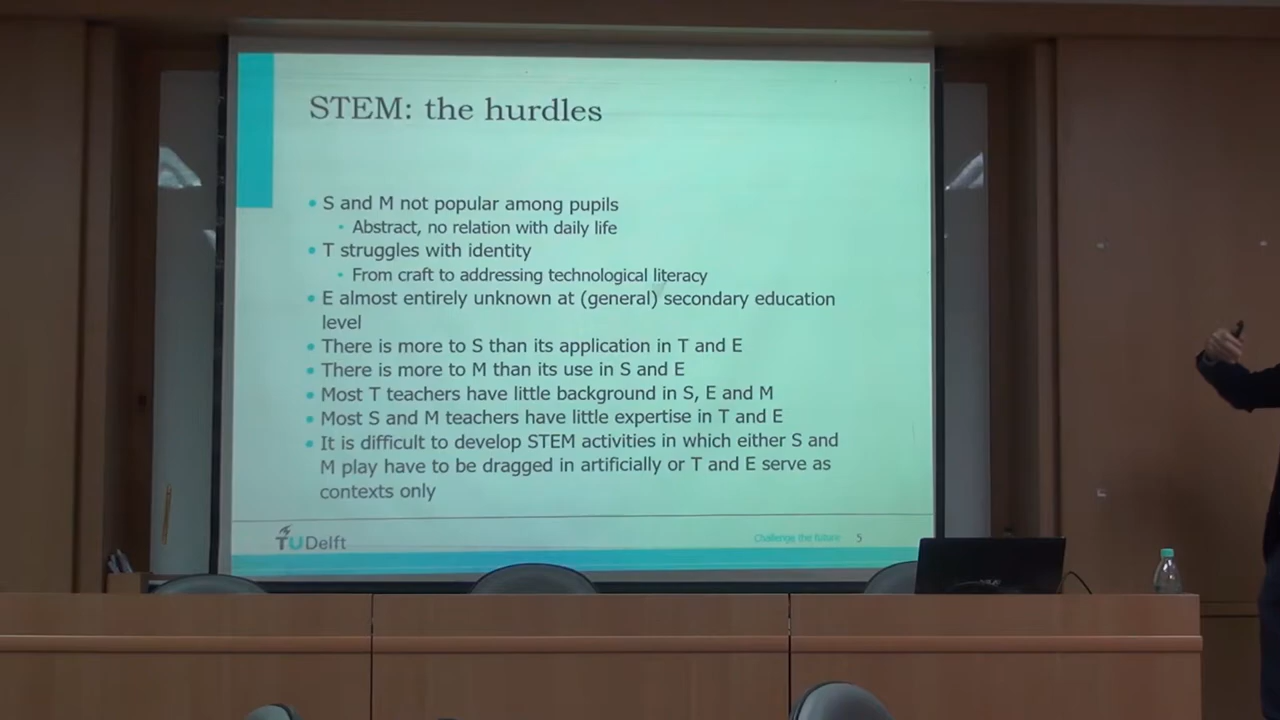 STEM: the hurdles
• S and M not popular among pupils
• Abstract, no relation with daily life
• T struggles with identity
• From craft to addressing technological literacy
• E almost entirely unknown at (general) secondary education
level
• There is more to S than its application in T and E
• There is more to M than its use in S and E
• Most T teachers have little background in S, E and M
• Most S and M teachers have little expertise in T and E
• It is difficult to develop STEM activities in which either S and
M play have to be dragged in artificially or T and E serve as
contexts only
TU Delft
Challenge the future 5